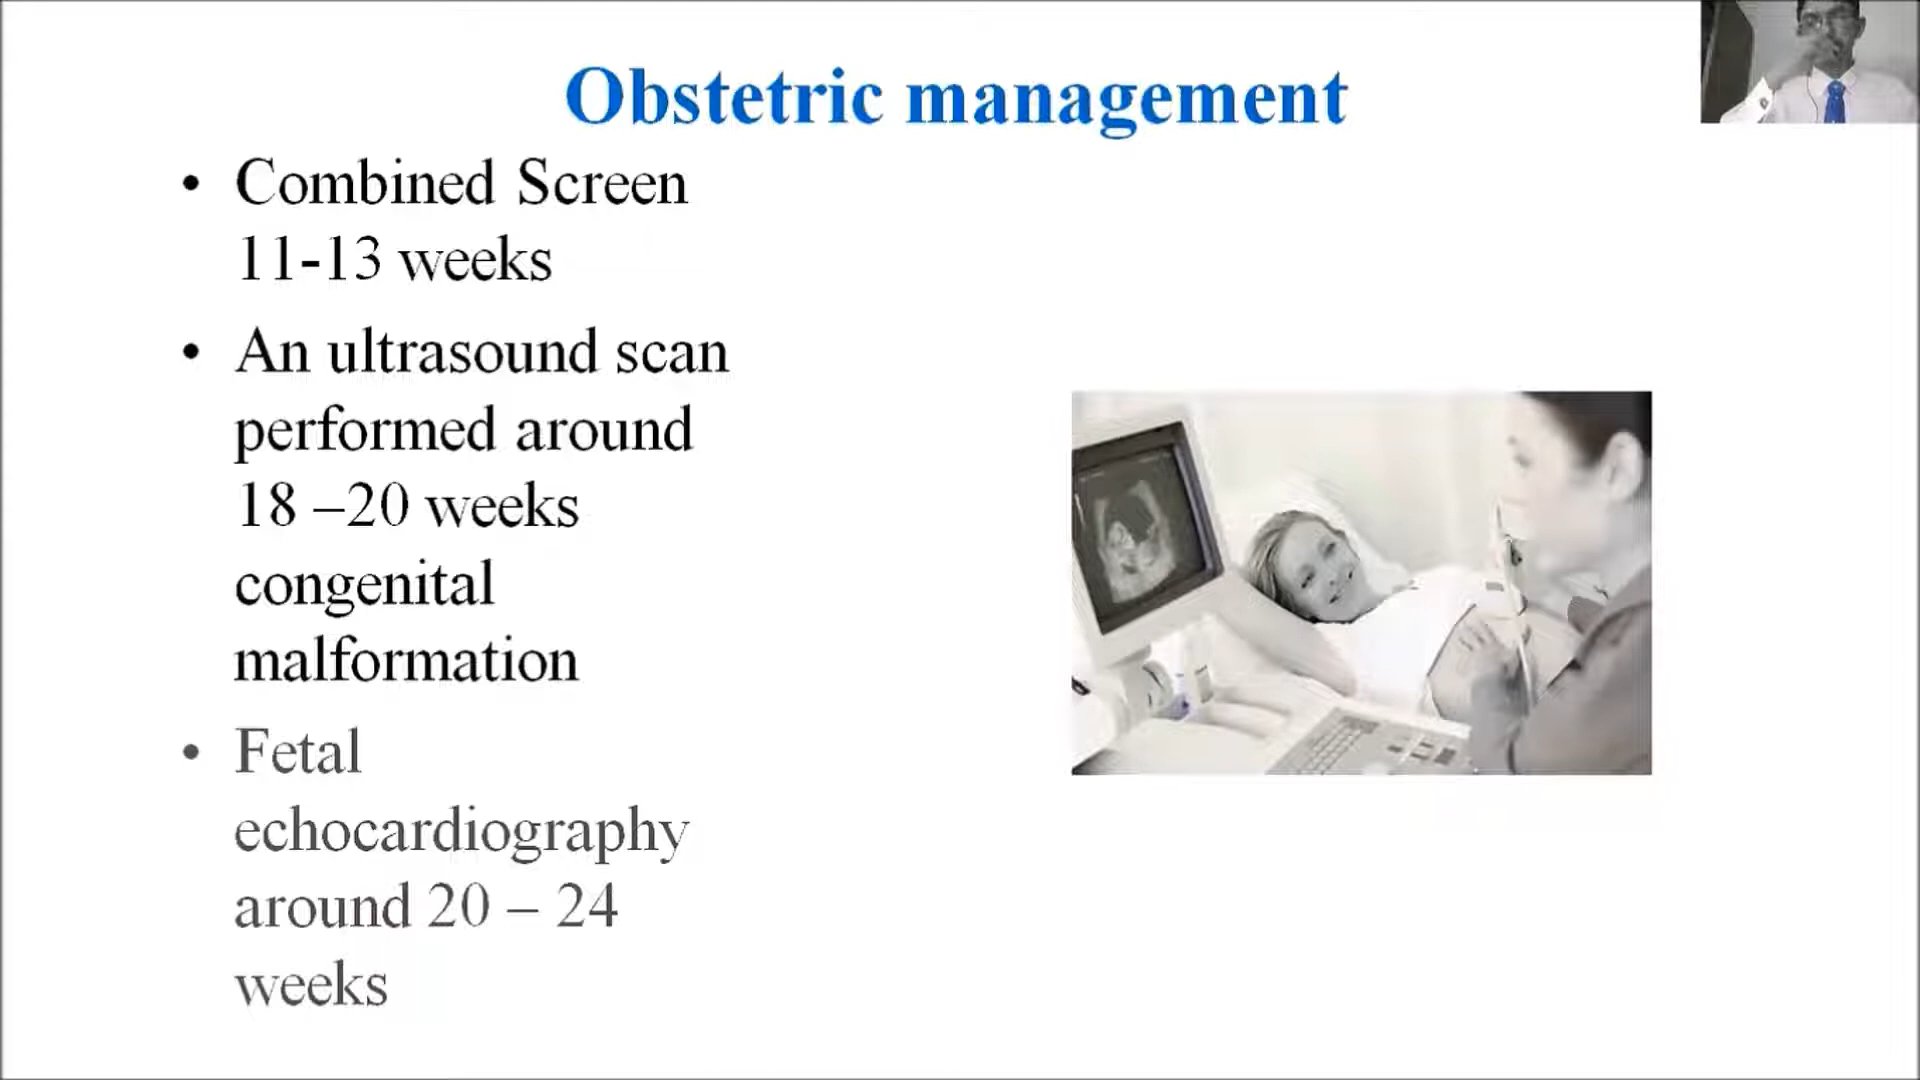 Obstetric management
• Combined Screen
11-13 weeks
• An ultrasound scan
performed around
18 –20 weeks
congenital
malformation
• Fetal
echocardiography
around 20 – 24
weeks